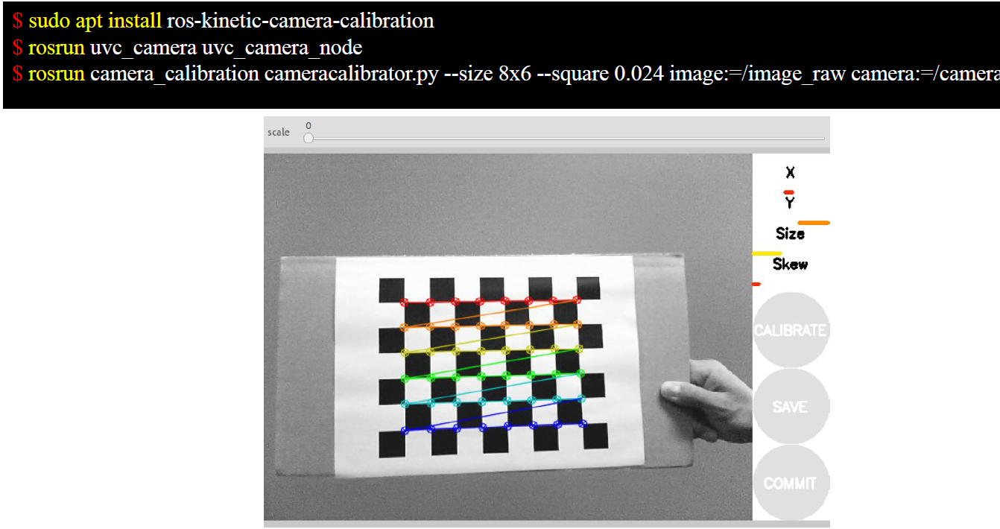 $ sudo apt install ros-kinetic-camera-calibration
$ rosrun uvc_camera uvc_camera_node
$ rosrun camera_calibration cameracalibrator.py --size 8x6 --square 0.024 image:=/image_raw camera:=/camera
scale 0
X
Y
Size
Skew
CALIBRATE
SAVE
COMMIT